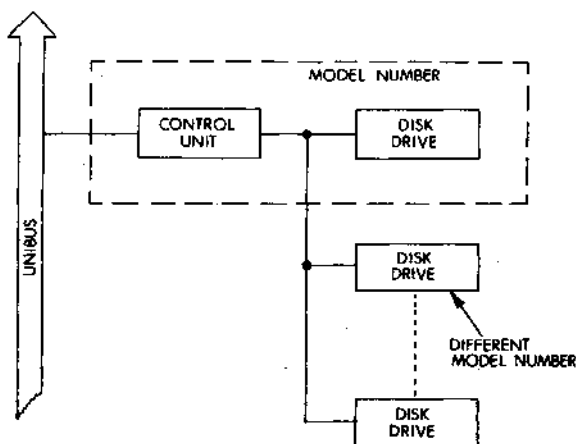 MODEL NUMBER
CONTROL
UNIT
DISK
DRIVE
UNIBUS
DISK
DRIVE
DIFFERENT
MODEL NUMBER
DISK
DRIVE